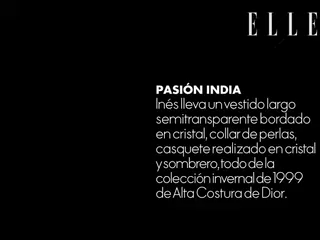 ELLE
PASIÓN INDIA
Inés lleva un vestido largo
semitransparente bordado
en cristal, collar de perlas,
casquete realizado en cristal
y sombrero, todo de la
colección invernal de 1999
de Alta Costura de Dior.